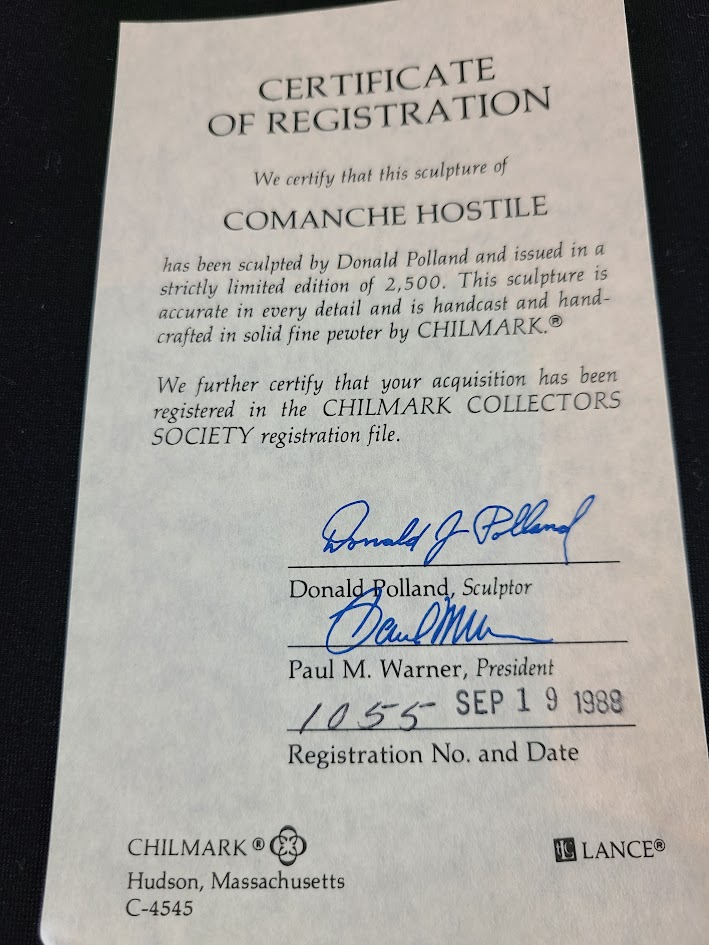 CERTIFICATE
OF REGISTRATION
We certify that this sculpture of
COMANCHE HOSTILE
has been sculpted by Donald Polland and issued in a
strictly limited edition of 2,500. This sculpture is
accurate in every detail and is handcast and hand-
crafted in solid fine pewter by CHILMARK.®
We further certify that your acquisition has been
registered in the CHILMARK COLLECTORS
SOCIETY registration file.
Donald J Polland
Donald Polland, Sculptor
Paul M. Warner, President
1055 SEP 19 1988
Registration No. and Date
CHILMARK®
Hudson, Massachusetts
C-4545
LANCE®